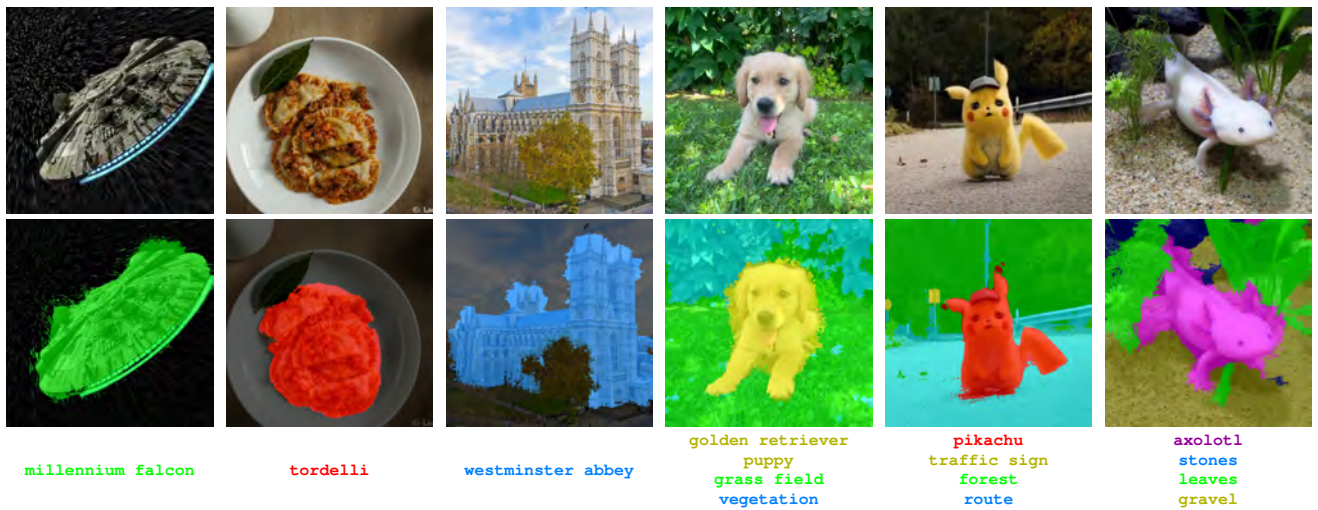 © La
millennium falcon
tordelli
westminster abbey
golden retriever
puppy
grass field
vegetation
pikachu
traffic sign
forest
route
axolotl
stones
leaves
gravel